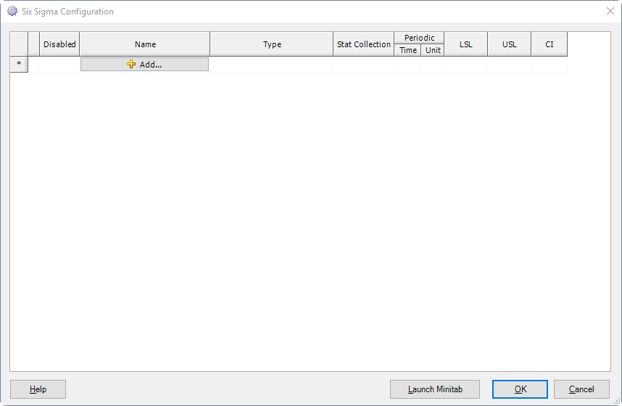 Six Sigma Configuration
Disabled Name Type Stat Collection Periodic Time Unit LSL USL CI
* Add...
Help Launch Minitab OK Cancel